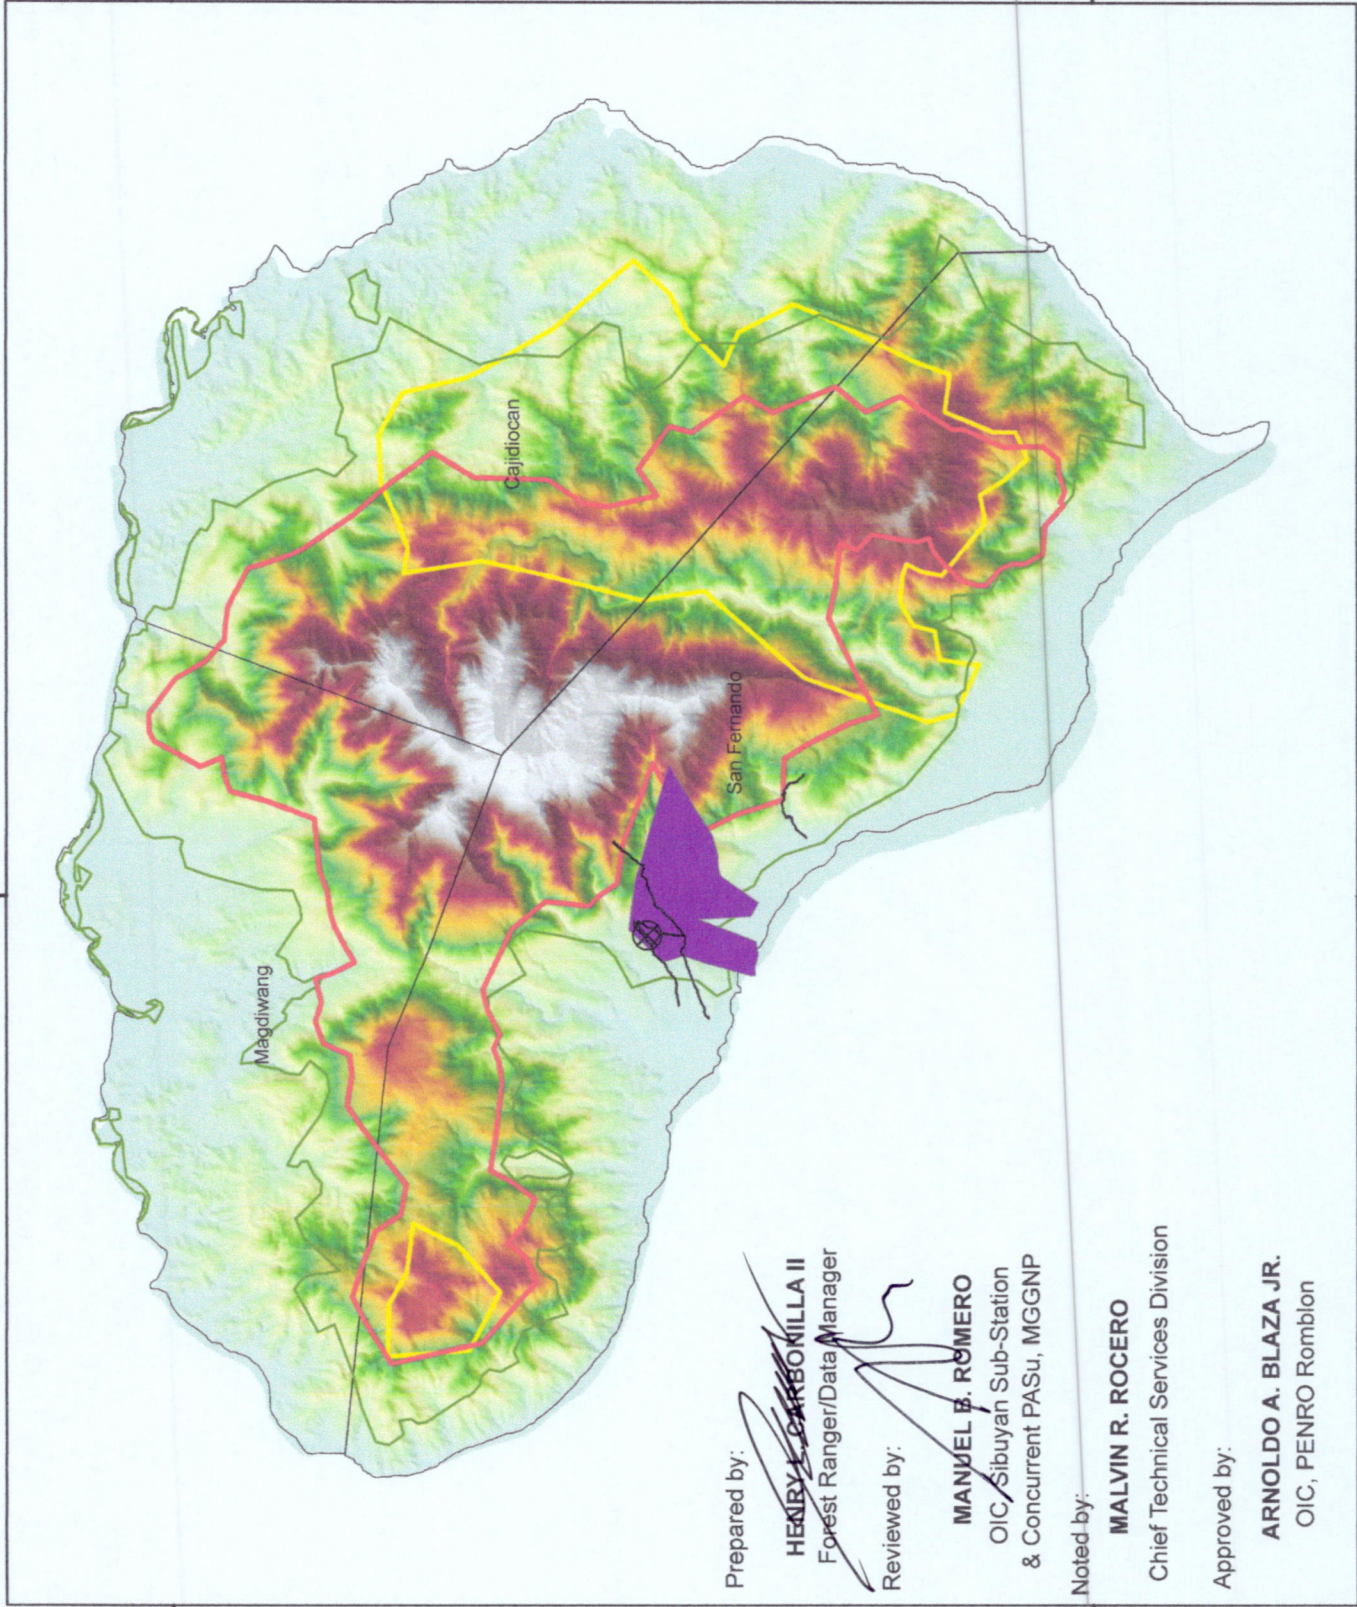 Magdiwang
Cajidiocan
San Fernando
Prepared by:
HENRY L. CARBONILLA II
Forest Ranger/Data Manager
Reviewed by:
MANUEL B. ROMERO
OIC, Sibuyan Sub-Station
& Concurrent PASu, MGGNP
Noted by:
MALVIN R. ROCERO
Chief Technical Services Division
Approved by:
ARNOLDO A. BLAZA JR.
OIC, PENRO Romblon